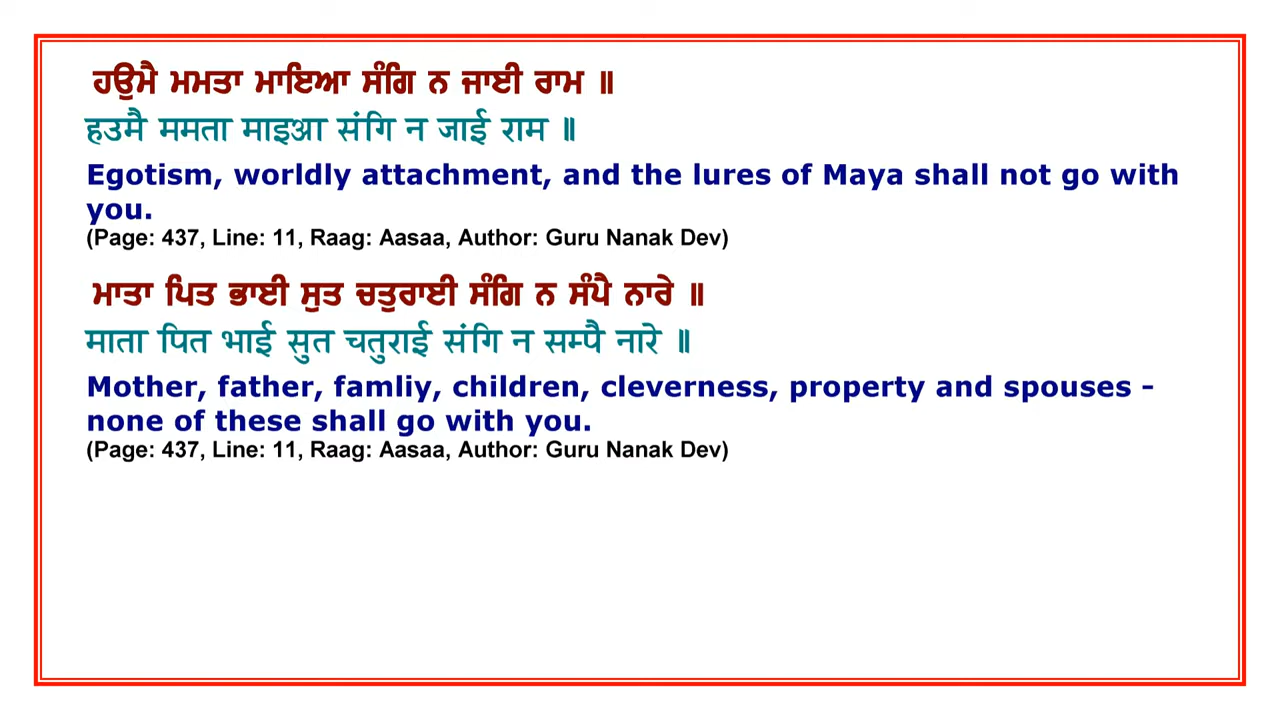 ਹਉਮੈ ਮਮਤਾ ਮਾਇਆ ਸੰਗਿ ਨ ਜਾਈ ਰਾਮ ॥
हउमै ममता माइआ संगि न जाई राम ॥
Egotism, worldly attachment, and the lures of Maya shall not go with
you.
(Page: 437, Line: 11, Raag: Aasaa, Author: Guru Nanak Dev)
ਮਾਤਾ ਪਿਤ ਭਾਈ ਸੁਤ ਚਤੁਰਾਈ ਸੰਗਿ ਨ ਸੰਪੈ ਨਾਰੇ ॥
माता पित भाई सुत चतुराई संगि न सम्पै नारे ॥
Mother, father, famliy, children, cleverness, property and spouses -
none of these shall go with you.
(Page: 437, Line: 11, Raag: Aasaa, Author: Guru Nanak Dev)